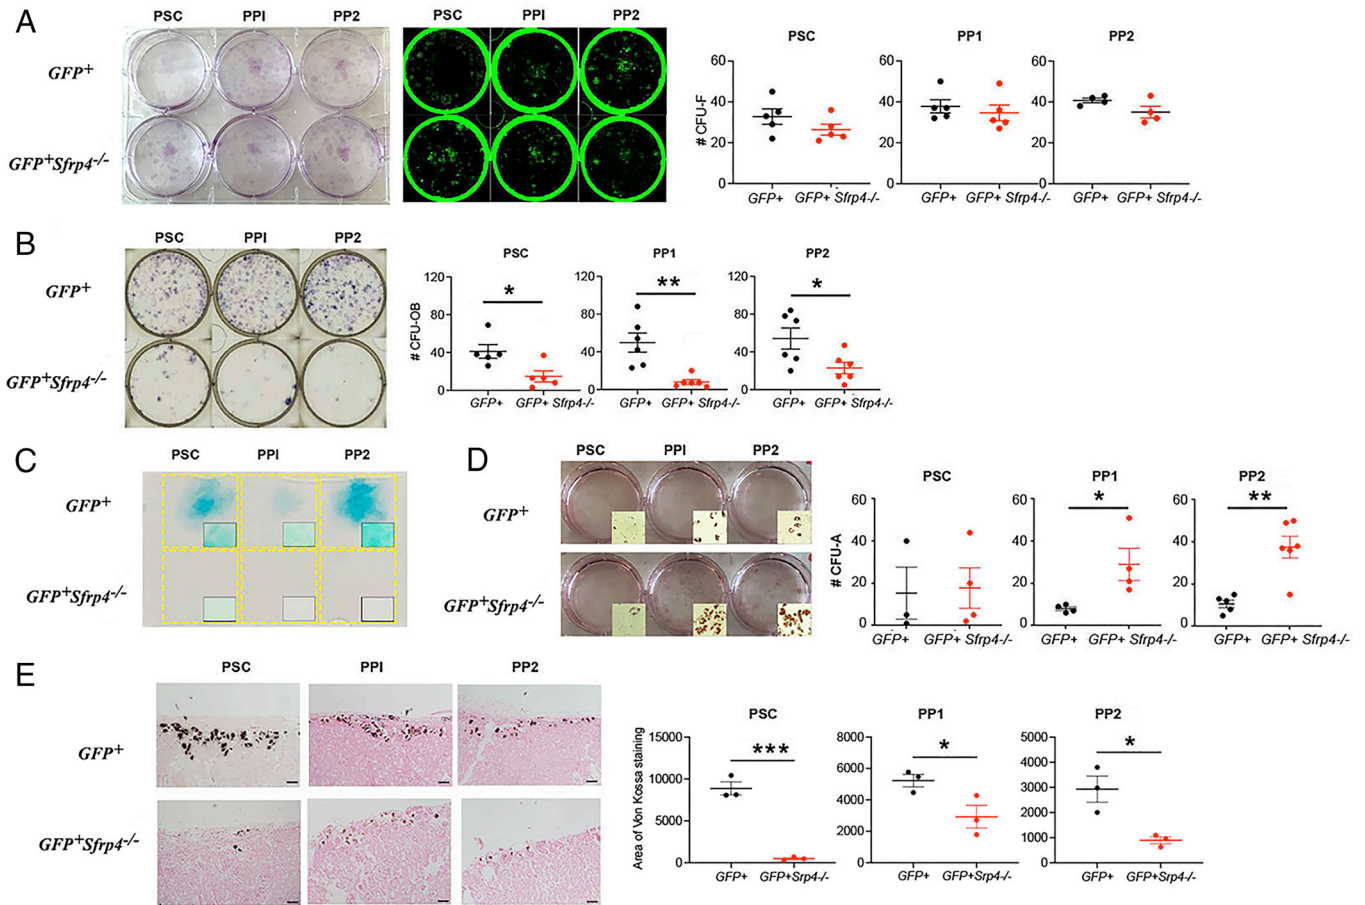 A
PSC PPI PP2
GFP+
GFP+Sfrp4-/-
PSC PPI PP2
PSC PP1 PP2
# CFU-F
60
40
20
0
GFP+ GFP+ Sfrp4-/-
60
40
20
0
GFP+ GFP+ Sfrp4-/-
60
40
20
0
GFP+ GFP+ Sfrp4-/-
B
PSC PPI PP2
GFP+
GFP+Sfrp4-/-
PSC PP1 PP2
# CFU-OB
120
80
40
0
*
GFP+ GFP+ Sfrp4-/-
120
80
40
0
**
GFP+ GFP+ Sfrp4-/-
120
80
40
0
*
GFP+ GFP+ Sfrp4-/-
C
PSC PPI PP2
GFP+
GFP+Sfrp4-/-
D
PSC PPI PP2
GFP+
GFP+Sfrp4-/-
PSC PP1 PP2
# CFU-A
60
40
20
0
GFP+ GFP+ Sfrp4-/-
60
40
20
0
*
GFP+ GFP+ Sfrp4-/-
60
40
20
0
**
GFP+ GFP+ Sfrp4-/-
E
PSC PPI PP2
GFP+
GFP+Sfrp4-/-
PSC PP1 PP2
Area of Von Kossa staining
15000
10000
5000
0
***
GFP+ GFP+Srp4-/-
8000
6000
4000
2000
0
*
GFP+ GFP+Srp4-/-
5000
4000
3000
2000
1000
0
*
GFP+ GFP+Srp4-/-